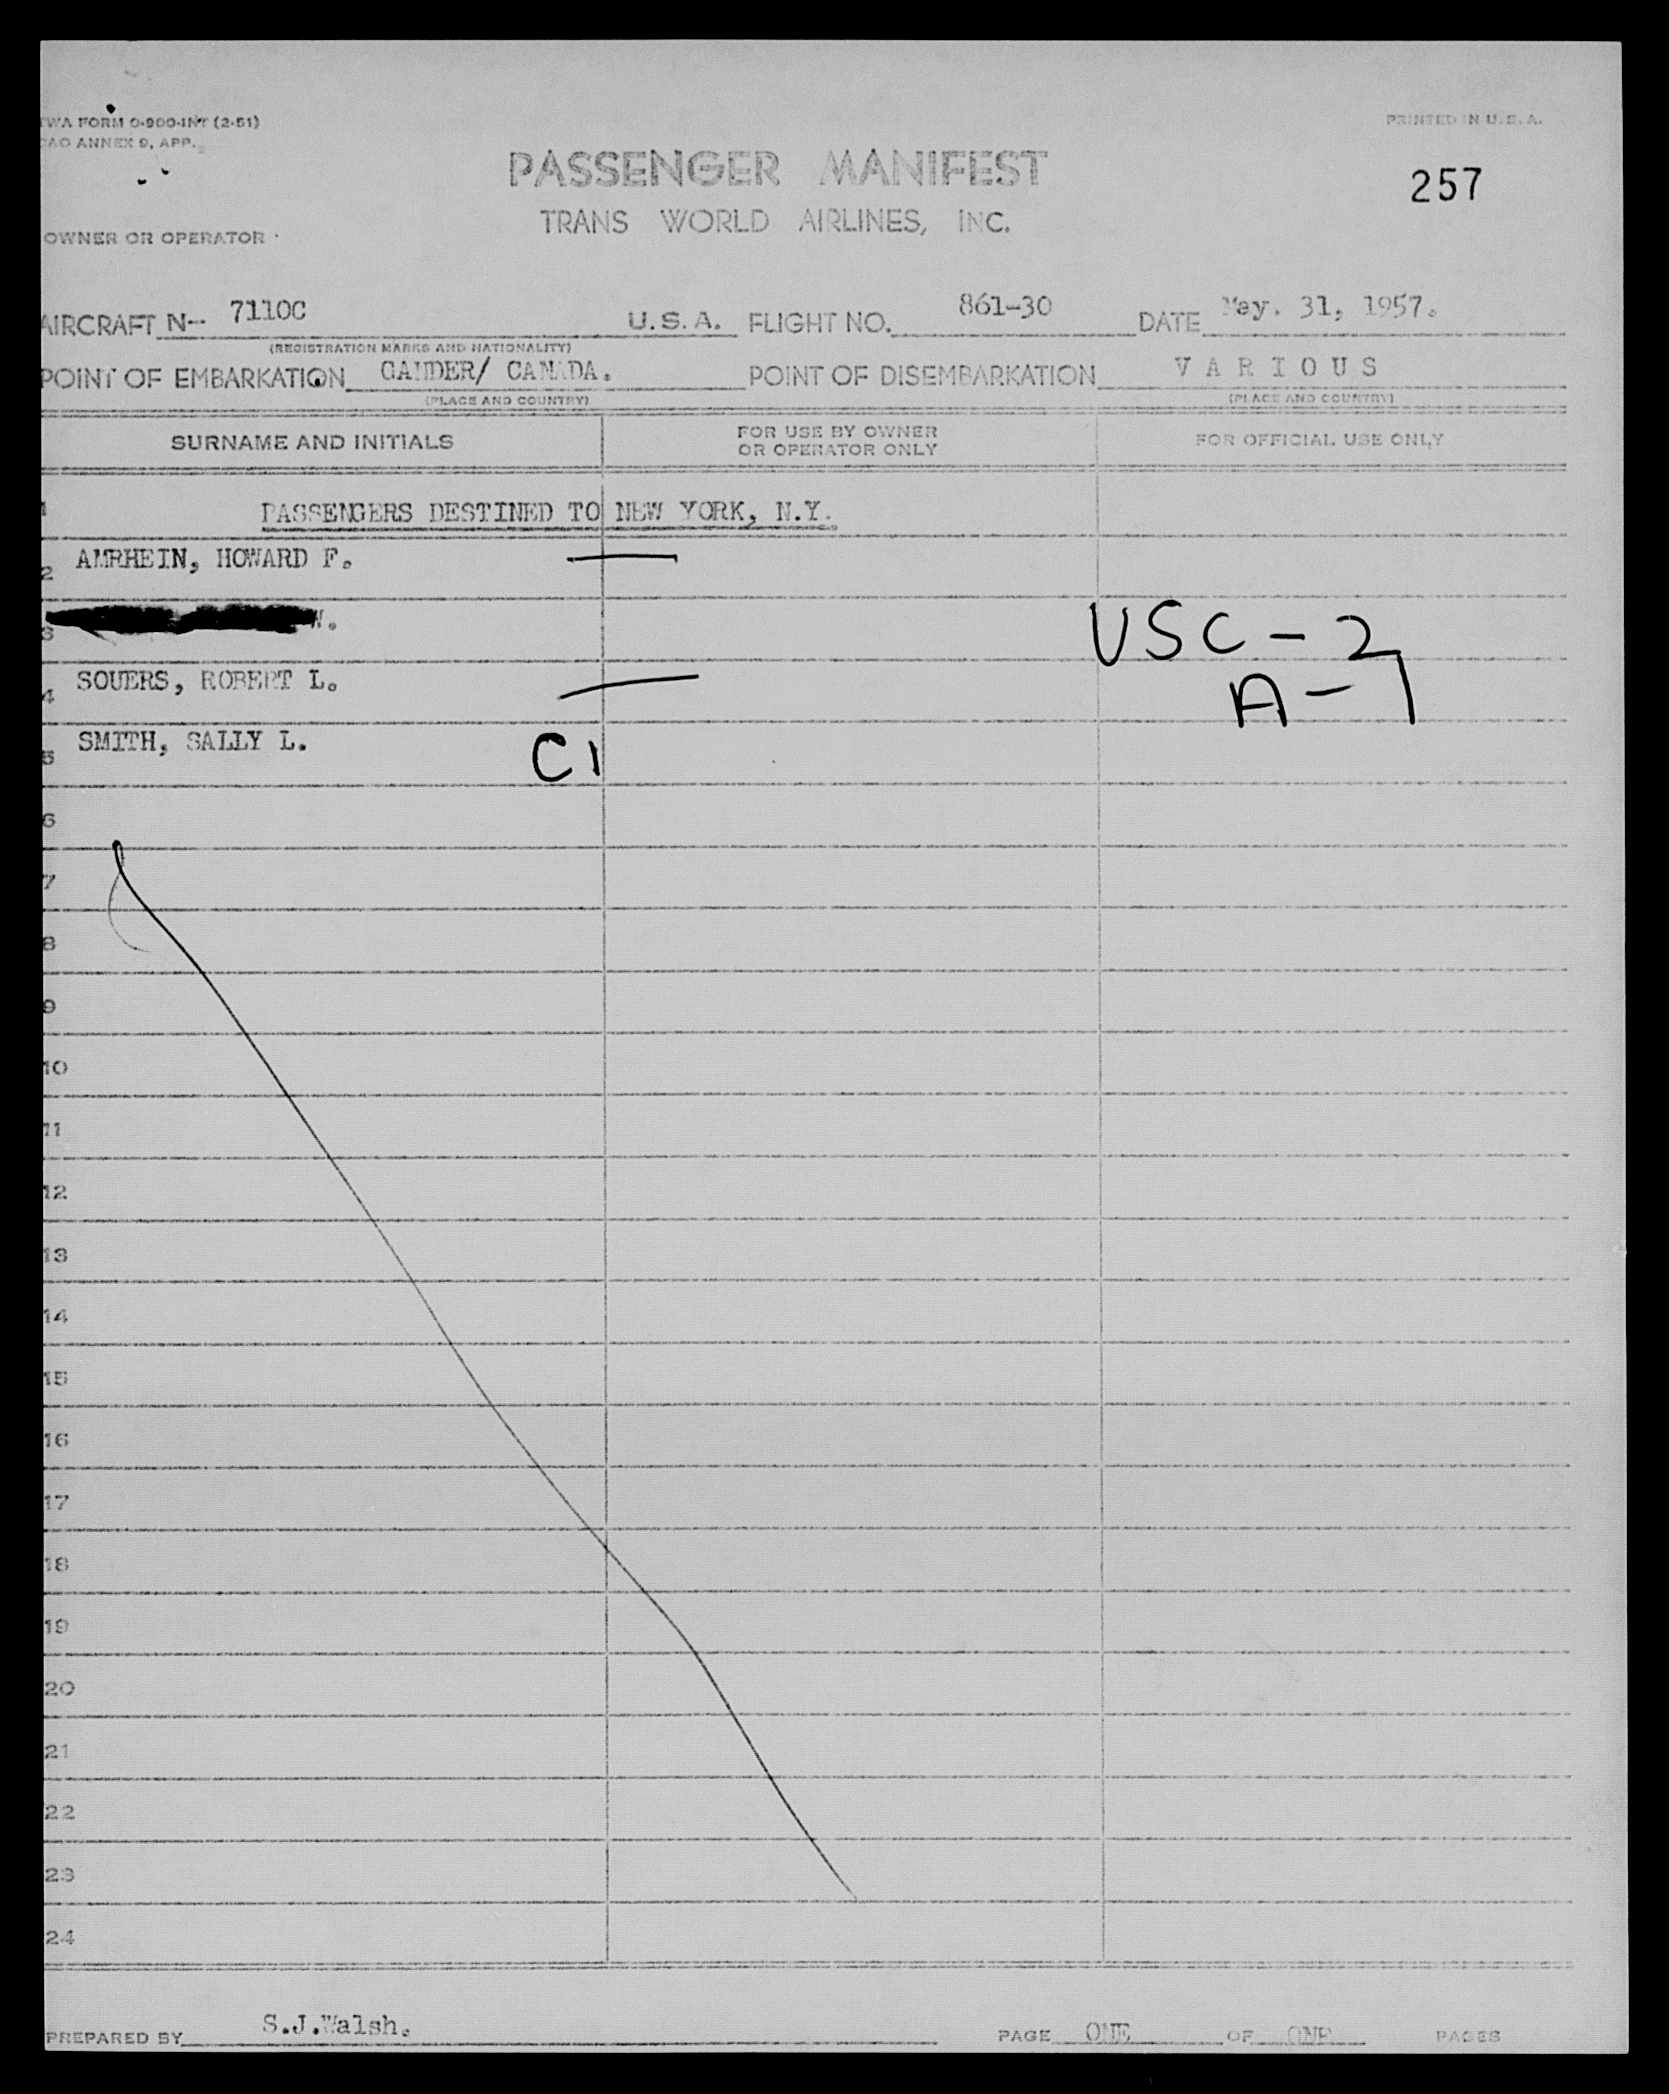 TWA FORM O-900-INT (2-51)
PRINTED IN U.S.A.
CAO ANNEX 9, APP.
PASSENGER MANIFEST
257
TRANS WORLD AIRLINES, INC.
OWNER OR OPERATOR
AIRCRAFT N-- 7110C U.S.A. FLIGHT NO. 861-30 DATE May. 31, 1957.
(REGISTRATION MARKS AND NATIONALITY)
POINT OF EMBARKATION GANDER/ CANADA. POINT OF DISEMBARKATION VARIOUS
(PLACE AND COUNTRY) (PLACE AND COUNTRY)
SURNAME AND INITIALS FOR USE BY OWNER OR OPERATOR ONLY FOR OFFICIAL USE ONLY
1 PASSENGERS DESTINED TO NEW YORK, N.Y.
2 AMRHEIN, HOWARD F. —
3 W. USC - 2
4 SOUERS, ROBERT L. — A - 1
5 SMITH, SALLY L. C1
6
7
8
9
10
11
12
13
14
15
16
17
18
19
20
21
22
23
24
PREPARED BY S.J.Walsh. PAGE ONE OF ONE PAGES